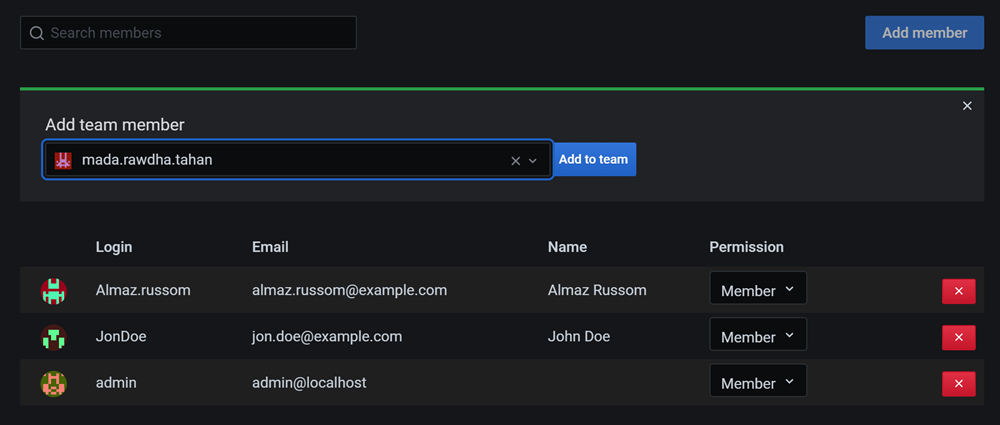 Search members
Add member
Add team member
mada.rawdha.tahan
Add to team
Login Email Name Permission
Almaz.russom almaz.russom@example.com Almaz Russom Member
JonDoe jon.doe@example.com John Doe Member
admin admin@localhost Member